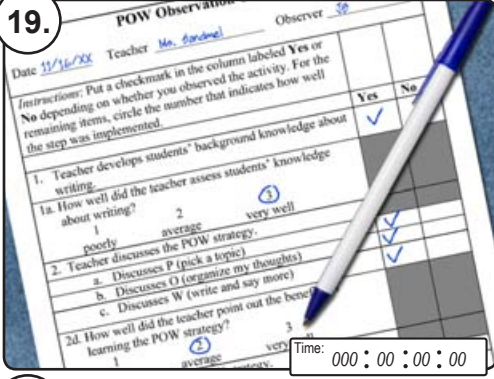 19.
POW Observation
Date 11/16/XX Teacher Ms. Sandmel Observer
Instructions: Put a checkmark in the column labeled Yes or
No depending on whether you observed the activity. For the
remaining items, circle the number that indicates how well
the step was implemented.
Yes No
1. Teacher develops students' background knowledge about
writing.
1a. How well did the teacher assess students' knowledge
about writing?
1 2 3
poorly average very well
2. Teacher discusses the POW strategy.
a. Discusses P (pick a topic)
b. Discusses O (organize my thoughts)
c. Discusses W (write and say more)
2d. How well did the teacher point out the
learning the POW strategy?
1 2 3
average very
Time: 000 : 00 : 00 : 00